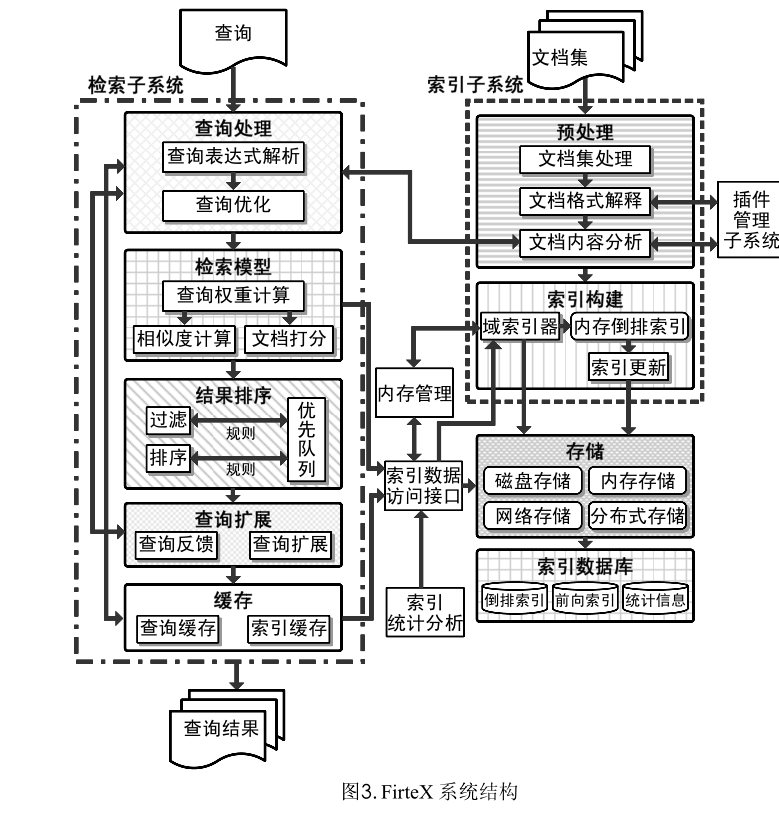 查询
文档集
检索子系统
索引子系统
查询处理
查询表达式解析
查询优化
预处理
文档集处理
文档格式解释
文档内容分析
插件
管理
子系统
检索模型
查询权重计算
相似度计算
文档打分
索引构建
域索引器
内存倒排索引
索引更新
内存管理
结果排序
过滤
规则
排序
规则
优
先
队
列
索引数据
访问接口
存储
磁盘存储
内存存储
网络存储
分布式存储
查询扩展
查询反馈
查询扩展
索引数据库
倒排索引
前向索引
统计信息
缓存
查询缓存
索引缓存
索引
统计分析
查询结果
图3. FirteX 系统结构